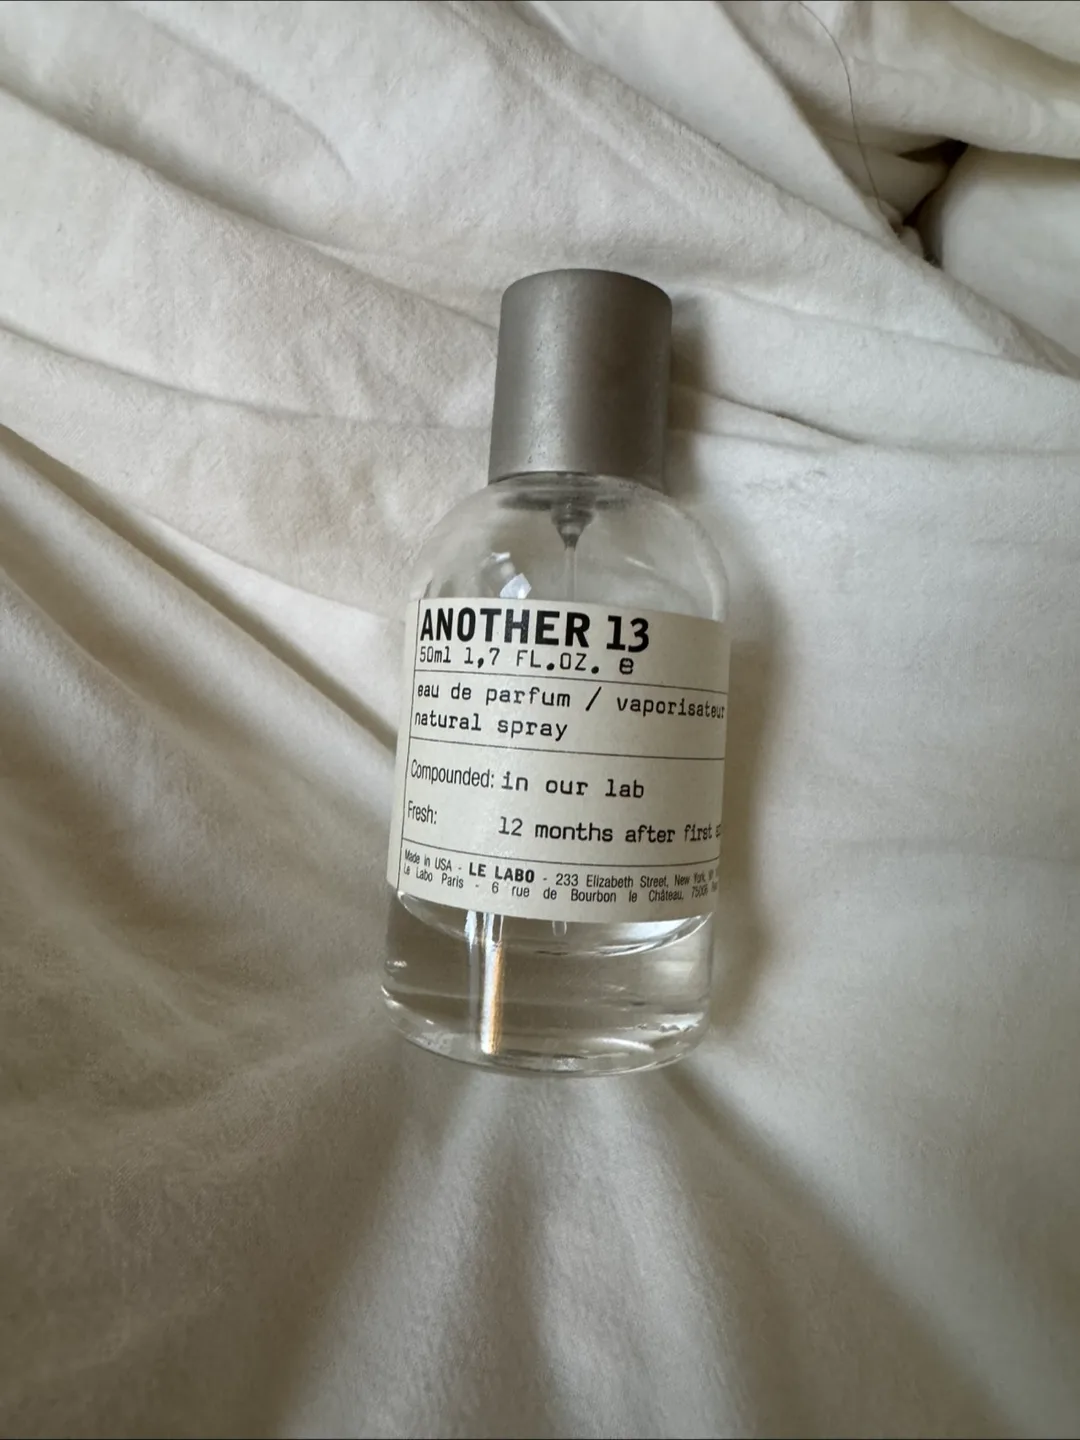 ANOTHER 13
50ml 1,7 FL.OZ. e
eau de parfum / vaporisateur
natural spray
Compounded: in our lab
Fresh: 12 months after first
Made in USA - LE LABO - 233 Elizabeth Street, New York,
Le Labo Paris - 6 rue de Bourbon le Château, 75006